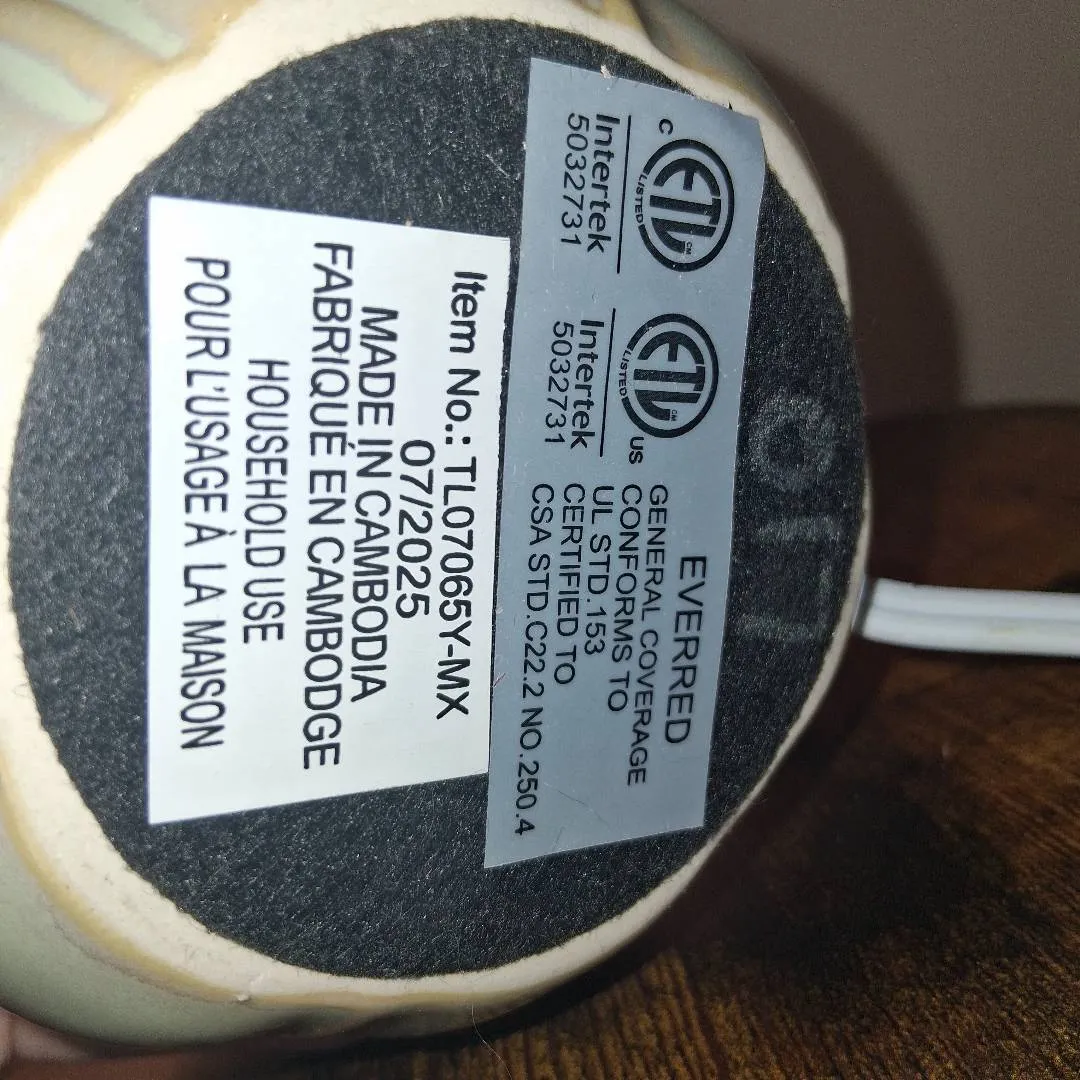 C
ETL CM
LISTED
Intertek
5032731
ETL CM
LISTED
US
Intertek
5032731
EVERRED
GENERAL COVERAGE
CONFORMS TO
UL STD.153
CERTIFIED TO
CSA STD.C22.2 NO.250.4
Item No.: TL07065Y-MX
07/2025
MADE IN CAMBODIA
FABRIQUÉ EN CAMBODGE
HOUSEHOLD USE
POUR L'USAGE À LA MAISON